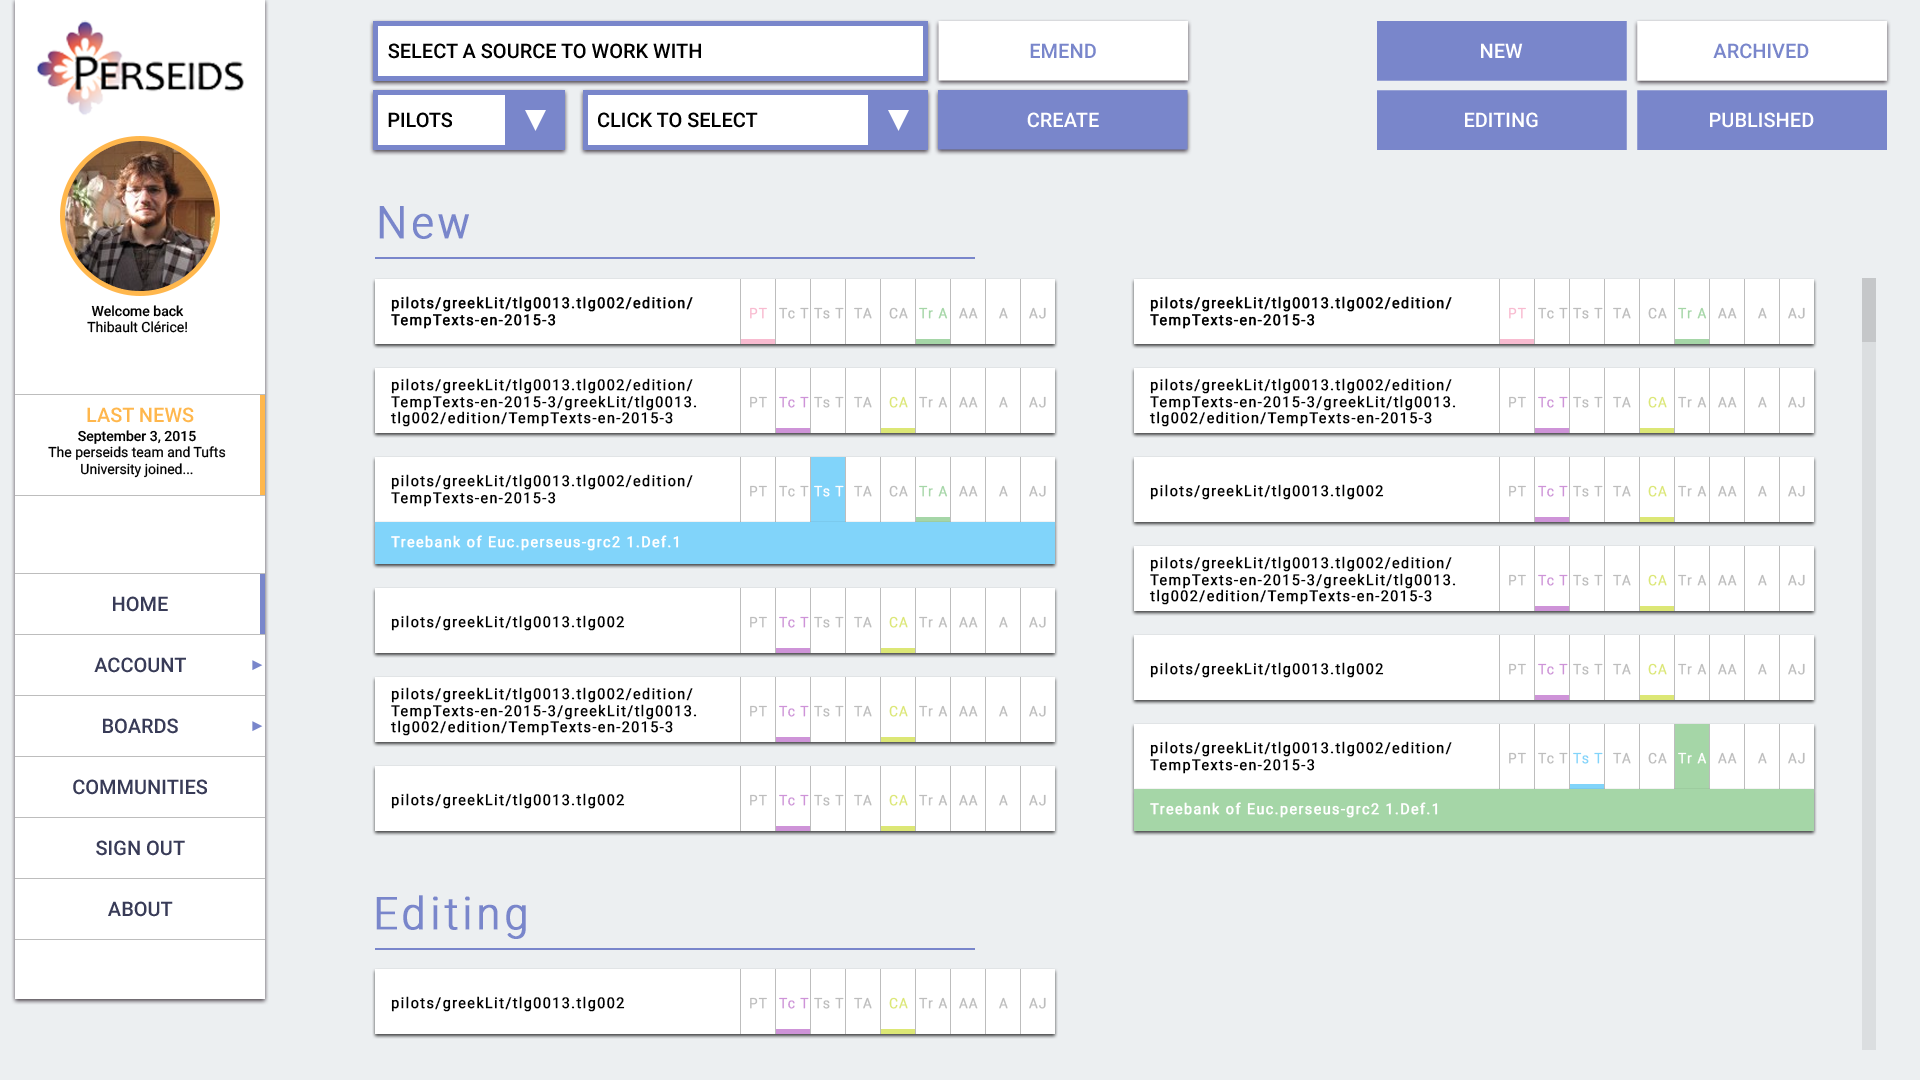 PERSEIDS
Welcome back
Thibault Clérice!
LAST NEWS
September 3, 2015
The perseids team and Tufts
University joined...
HOME
ACCOUNT
BOARDS
COMMUNITIES
SIGN OUT
ABOUT
SELECT A SOURCE TO WORK WITH
EMEND
PILOTS
CLICK TO SELECT
CREATE
NEW
ARCHIVED
EDITING
PUBLISHED
New
pilots/greekLit/tlg0013.tlg002/edition/
TempTexts-en-2015-3
PT Tc T Ts T TA CA Tr A AA A AJ
pilots/greekLit/tlg0013.tlg002/edition/
TempTexts-en-2015-3/greekLit/tlg0013.
tlg002/edition/TempTexts-en-2015-3
PT Tc T Ts T TA CA Tr A AA A AJ
pilots/greekLit/tlg0013.tlg002/edition/
TempTexts-en-2015-3
PT Tc T Ts T TA CA Tr A AA A AJ
Treebank of Euc.perseus-grc2 1.Def.1
pilots/greekLit/tlg0013.tlg002
PT Tc T Ts T TA CA Tr A AA A AJ
pilots/greekLit/tlg0013.tlg002/edition/
TempTexts-en-2015-3/greekLit/tlg0013.
tlg002/edition/TempTexts-en-2015-3
PT Tc T Ts T TA CA Tr A AA A AJ
pilots/greekLit/tlg0013.tlg002
PT Tc T Ts T TA CA Tr A AA A AJ
pilots/greekLit/tlg0013.tlg002/edition/
TempTexts-en-2015-3
PT Tc T Ts T TA CA Tr A AA A AJ
pilots/greekLit/tlg0013.tlg002/edition/
TempTexts-en-2015-3/greekLit/tlg0013.
tlg002/edition/TempTexts-en-2015-3
PT Tc T Ts T TA CA Tr A AA A AJ
pilots/greekLit/tlg0013.tlg002
PT Tc T Ts T TA CA Tr A AA A AJ
pilots/greekLit/tlg0013.tlg002/edition/
TempTexts-en-2015-3/greekLit/tlg0013.
tlg002/edition/TempTexts-en-2015-3
PT Tc T Ts T TA CA Tr A AA A AJ
pilots/greekLit/tlg0013.tlg002
PT Tc T Ts T TA CA Tr A AA A AJ
pilots/greekLit/tlg0013.tlg002/edition/
TempTexts-en-2015-3
PT Tc T Ts T TA CA Tr A AA A AJ
Treebank of Euc.perseus-grc2 1.Def.1
Editing
pilots/greekLit/tlg0013.tlg002
PT Tc T Ts T TA CA Tr A AA A AJ